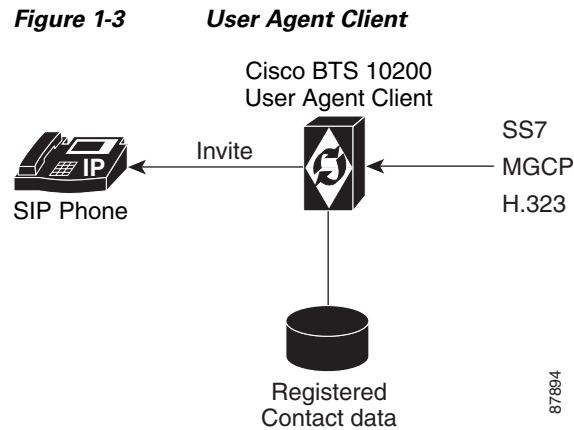 Figure 1-3 User Agent Client
Cisco BTS 10200
User Agent Client
Invite
IP
SIP Phone
SS7
MGCP
H.323
Registered
Contact data
87894